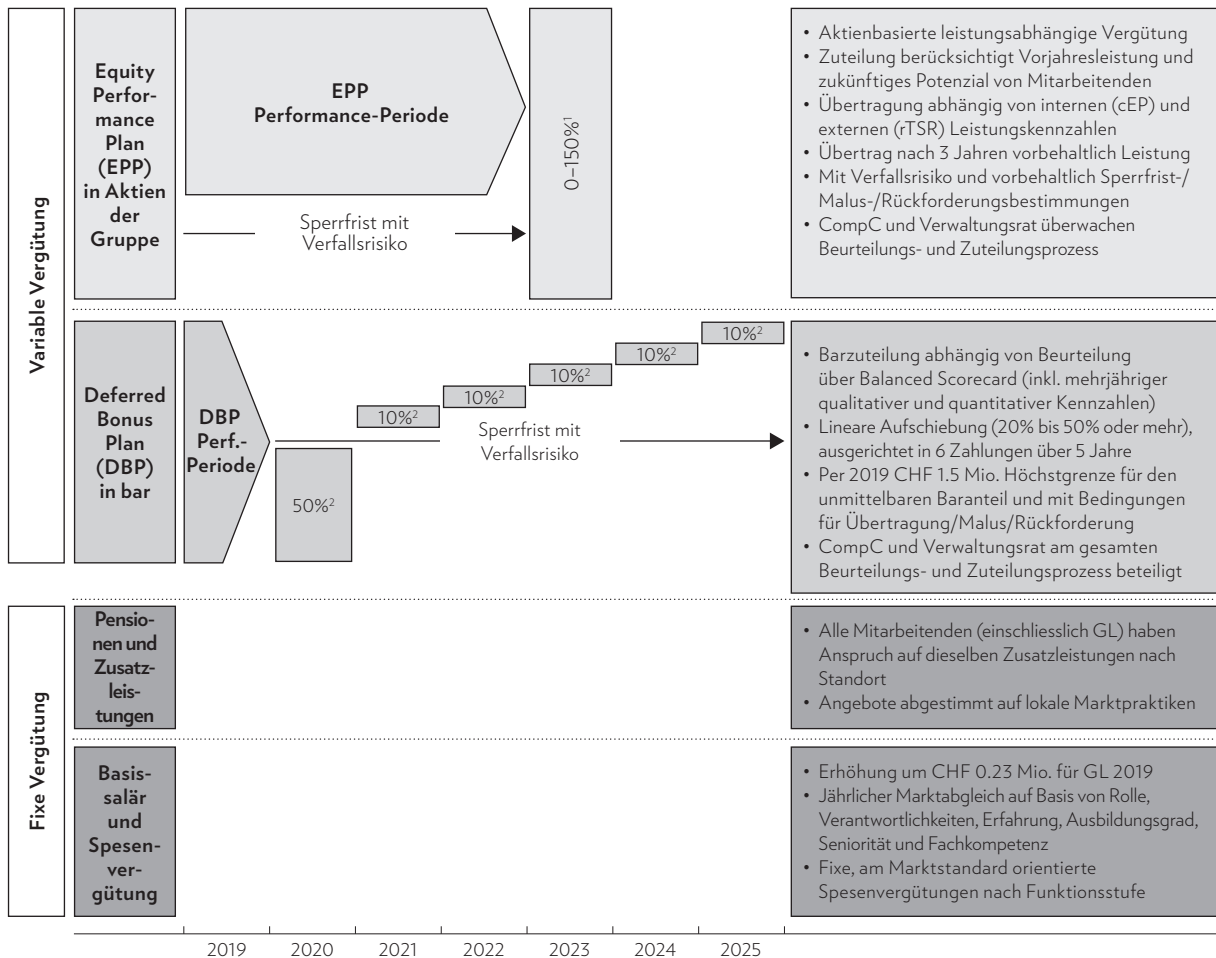 Variable Vergütung
Equity
Perfor-
mance
Plan
(EPP)
in Aktien
der
Gruppe
EPP
Performance-Periode
Sperrfrist mit
Verfallsrisiko
0–150%¹
• Aktienbasierte leistungsabhängige Vergütung
• Zuteilung berücksichtigt Vorjahresleistung und
zukünftiges Potenzial von Mitarbeitenden
• Übertragung abhängig von internen (cEP) und
externen (rTSR) Leistungskennzahlen
• Übertrag nach 3 Jahren vorbehaltlich Leistung
• Mit Verfallsrisiko und vorbehaltlich Sperrfrist-/
Malus-/Rückforderungsbestimmungen
• CompC und Verwaltungsrat überwachen
Beurteilungs- und Zuteilungsprozess
Deferred
Bonus
Plan
(DBP)
in bar
DBP
Perf.-
Periode
50%²
10%²
10%²
10%²
10%²
10%²
Sperrfrist mit
Verfallsrisiko
• Barzuteilung abhängig von Beurteilung
über Balanced Scorecard (inkl. mehrjähriger
qualitativer und quantitativer Kennzahlen)
• Lineare Aufschiebung (20% bis 50% oder mehr),
ausgerichtet in 6 Zahlungen über 5 Jahre
• Per 2019 CHF 1.5 Mio. Höchstgrenze für den
unmittelbaren Baranteil und mit Bedingungen
für Übertragung/Malus/Rückforderung
• CompC und Verwaltungsrat am gesamten
Beurteilungs- und Zuteilungsprozess beteiligt
Fixe Vergütung
Pensio-
nen und
Zusatz-
leis-
tungen
• Alle Mitarbeitenden (einschliesslich GL) haben
Anspruch auf dieselben Zusatzleistungen nach
Standort
• Angebote abgestimmt auf lokale Marktpraktiken
Basis-
salär
und
Spesen-
ver-
gütung
• Erhöhung um CHF 0.23 Mio. für GL 2019
• Jährlicher Marktabgleich auf Basis von Rolle,
Verantwortlichkeiten, Erfahrung, Ausbildungsgrad,
Seniorität und Fachkompetenz
• Fixe, am Marktstandard orientierte
Spesenvergütungen nach Funktionsstufe
2019 2020 2021 2022 2023 2024 2025